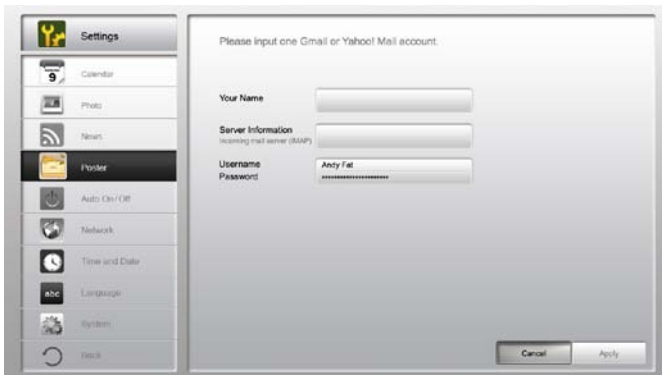 Settings
9
Calendar
Photo
News
Poster
Auto On/Off
Network
Time and Date
abc
Language
System
Back
Please input one Gmail or Yahoo! Mail account.
Your Name
Server Information
Incoming mail server (IMAP)
Username
Andy Fat
Password
••••••••••••••••••••••
Cancel
Apply